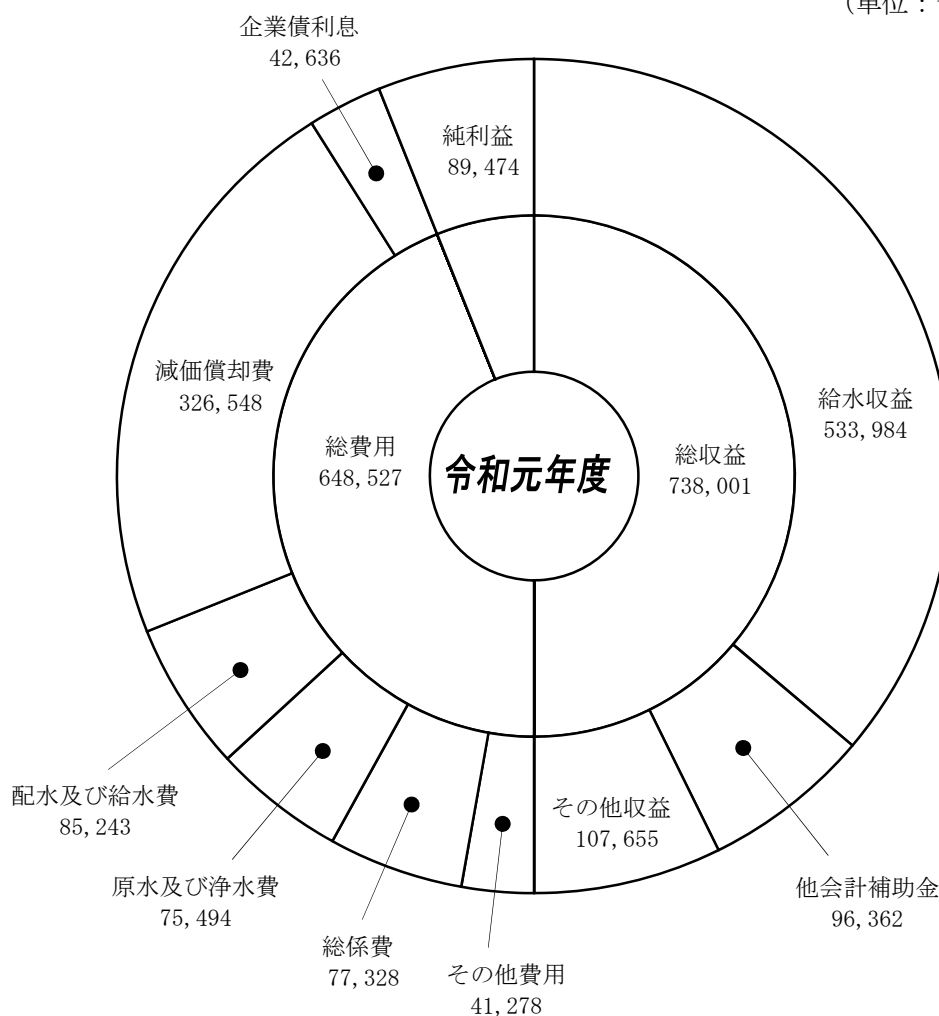 (単位:
企業債利息
42,636
純利益
89,474
減価償却費
326,548
給水収益
533,984
総費用
648,527
令和元年度
総収益
738,001
配水及び給水費
85,243
その他収益
107,655
原水及び浄水費
75,494
他会計補助金
96,362
総係費
77,328
その他費用
41,278